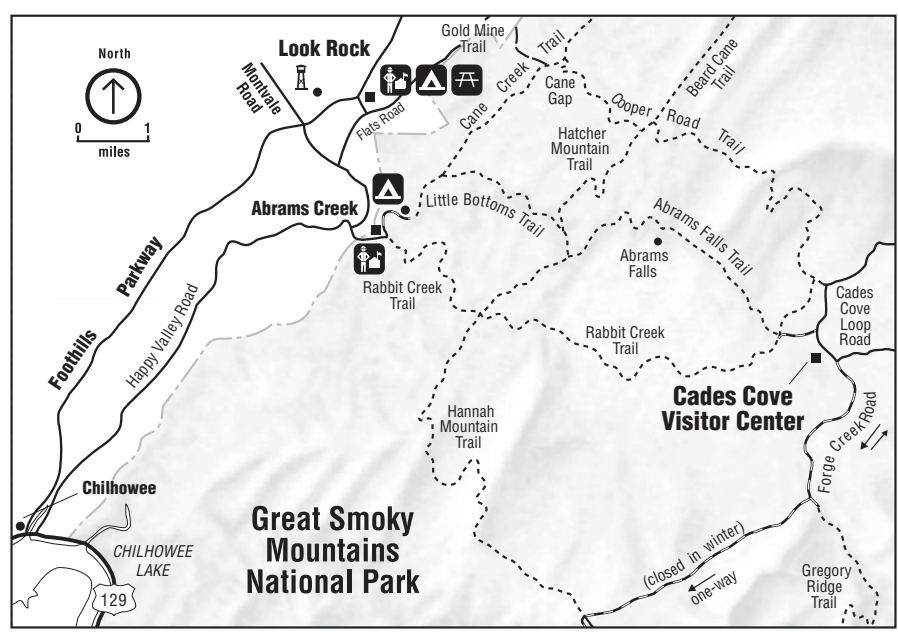 North
0 1
miles
Look Rock
Montvale
Road
Gold Mine
Trail
Flats Road
Cane Creek Trail
Cane
Gap
Beard Cane
Trail
Cooper Road Trail
Hatcher
Mountain
Trail
Abrams Creek
Little Bottoms Trail
Abrams Falls Trail
Abrams
Falls
Rabbit Creek
Trail
Foothills Parkway
Happy Valley Road
Cades
Cove
Loop
Road
Rabbit Creek
Trail
Cades Cove
Visitor Center
Hannah
Mountain
Trail
Forge Creek Road
Chilhowee
Great Smoky
Mountains
National Park
CHILHOWEE
LAKE
129
(closed in winter)
one-way
Gregory
Ridge
Trail